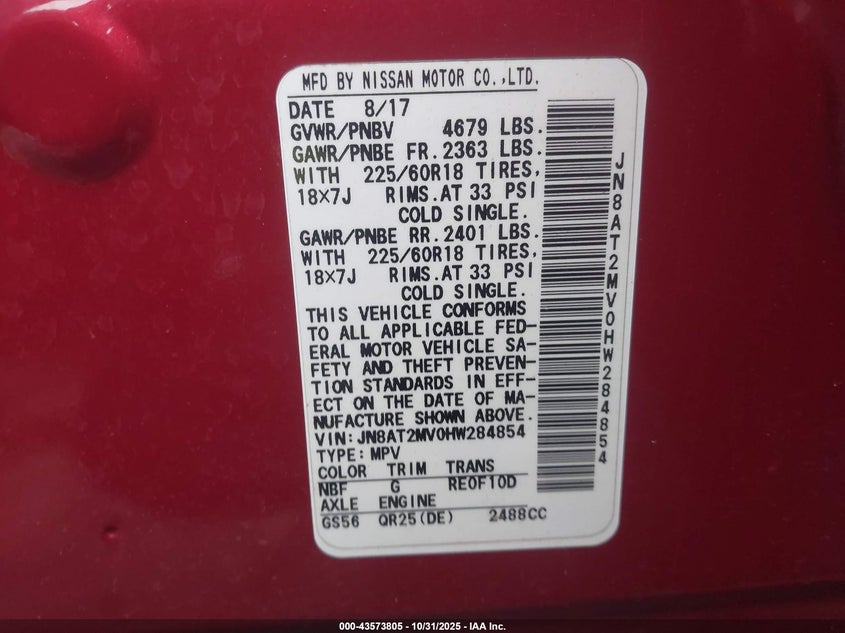 MFD BY NISSAN MOTOR CO.,LTD.
DATE 8/17
GVWR/PNBV 4679 LBS.
GAWR/PNBE FR. 2363 LBS.
WITH 225/60R18 TIRES,
18×7J RIMS.AT 33 PSI
COLD SINGLE.
GAWR/PNBE RR. 2401 LBS.
WITH 225/60R18 TIRES,
18×7J RIMS.AT 33 PSI
COLD SINGLE.
THIS VEHICLE CONFORMS
TO ALL APPLICABLE FED-
ERAL MOTOR VEHICLE SA-
FETY AND THEFT PREVEN-
TION STANDARDS IN EFF-
ECT ON THE DATE OF MA-
NUFACTURE SHOWN ABOVE.
VIN:JN8AT2MV0HW284854
TYPE:MPV
COLOR TRIM TRANS
NBF G RE0F10D
AXLE ENGINE
GS56 QR25(DE) 2488CC
JN8AT2MV0HW284854
000-43573805 - 10/31/2025 - IAA Inc.